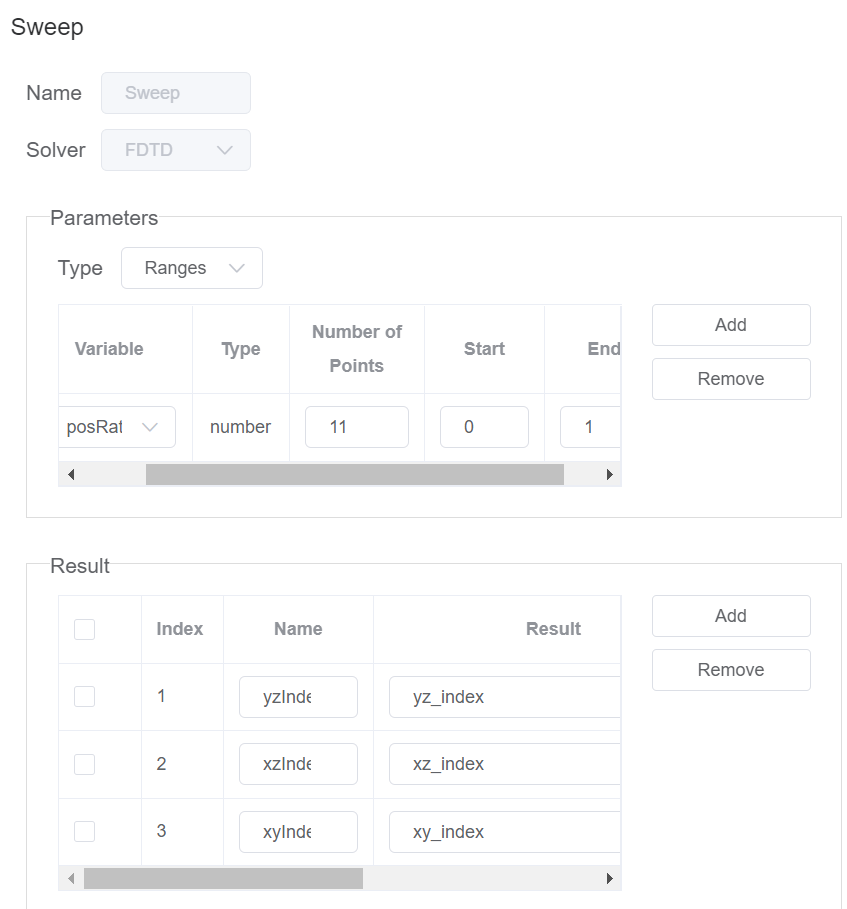 Sweep
Name Sweep
Solver FDTD
Parameters
Type Ranges
Variable Type Number of Points Start End
posRat number 11 0 1
Add
Remove
Result
Index Name Result
1 yzInde yz_index
2 xzInde xz_index
3 xyInde xy_index
Add
Remove